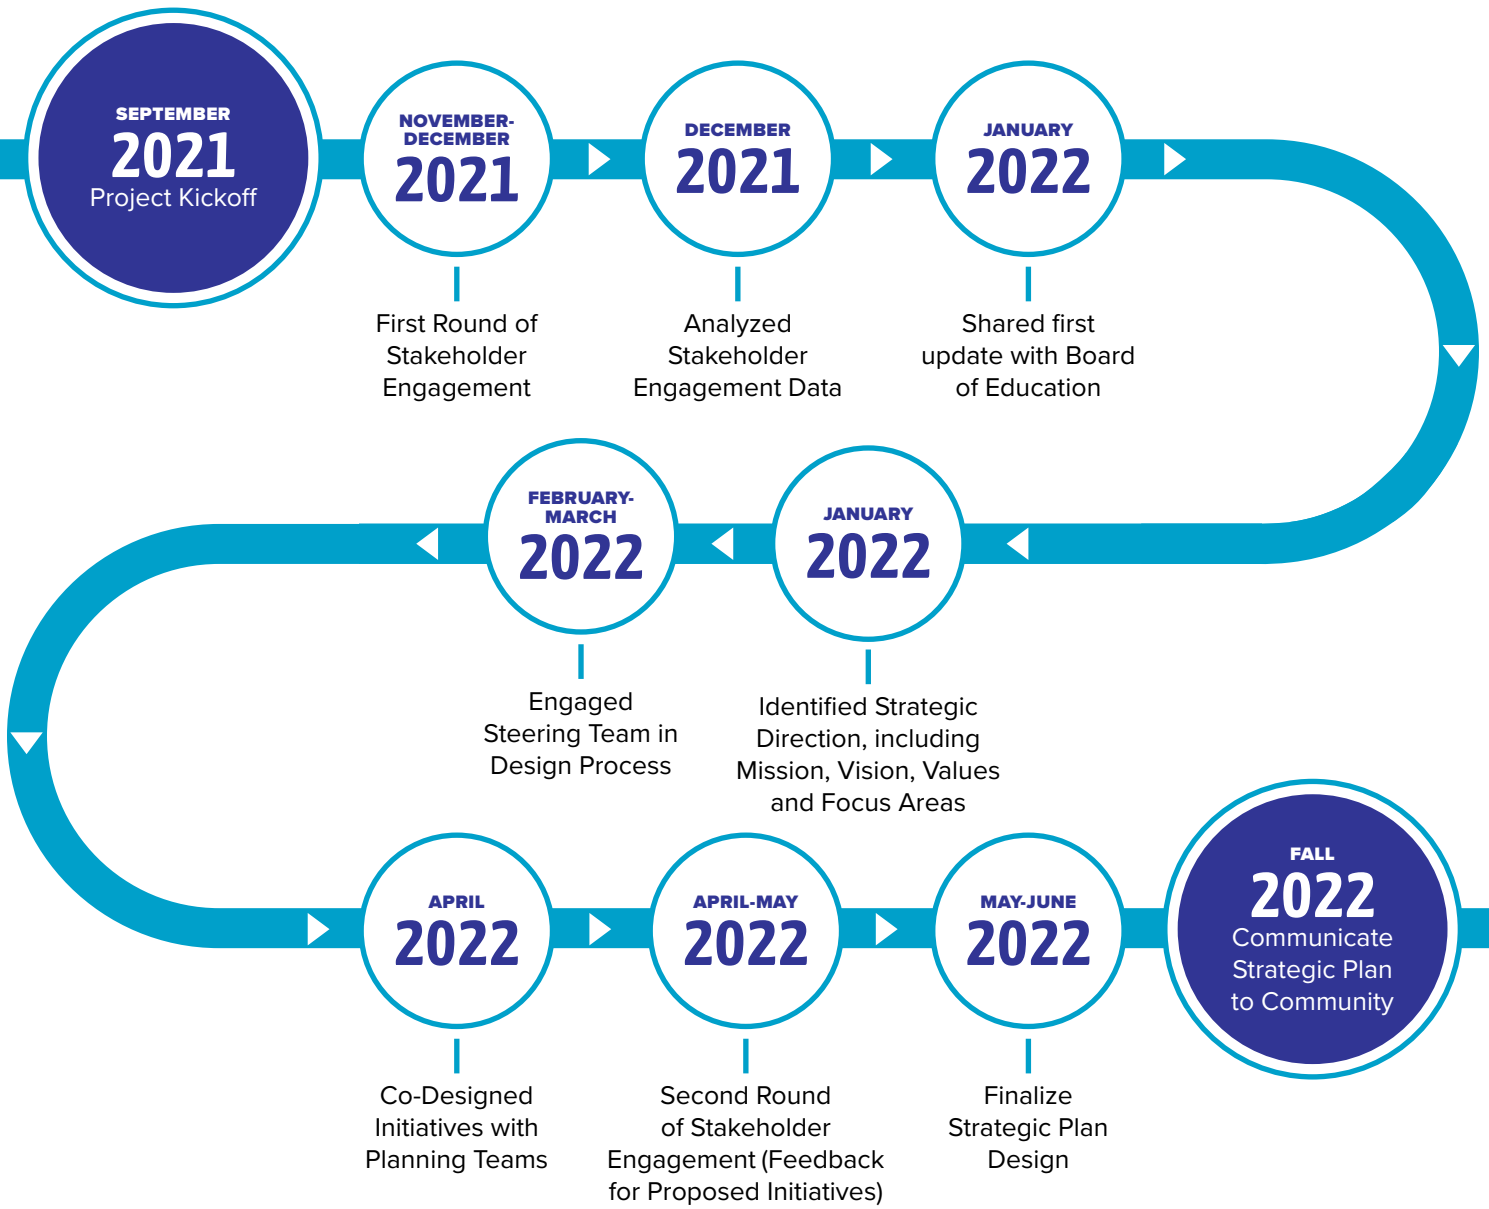 SEPTEMBER
2021
Project Kickoff
NOVEMBER-
DECEMBER
2021
First Round of
Stakeholder
Engagement
DECEMBER
2021
Analyzed
Stakeholder
Engagement Data
JANUARY
2022
Shared first
update with Board
of Education
JANUARY
2022
Identified Strategic
Direction, including
Mission, Vision, Values
and Focus Areas
FEBRUARY-
MARCH
2022
Engaged
Steering Team in
Design Process
APRIL
2022
Co-Designed
Initiatives with
Planning Teams
APRIL-MAY
2022
Second Round
of Stakeholder
Engagement (Feedback
for Proposed Initiatives)
MAY-JUNE
2022
Finalize
Strategic Plan
Design
FALL
2022
Communicate
Strategic Plan
to Community